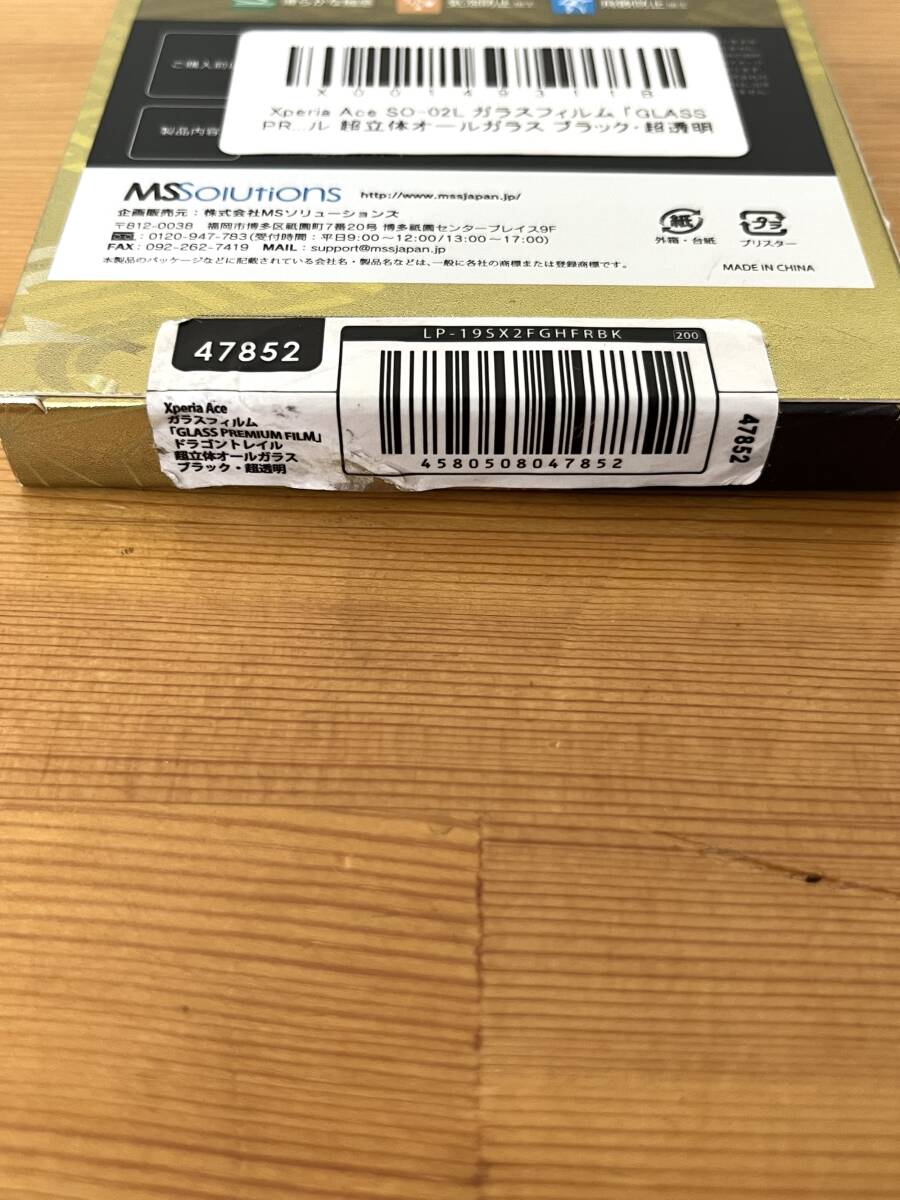 ご購入前に
製品内容
X00149311B
Xperia Ace SO-02L ガラスフィルム「GLASS
PR...ル 超立体オールガラス ブラック・超透明
MSSolutions http://www.mssjapan.jp/
企画販売元：株式会社MSソリューションズ
〒812-0038 福岡市博多区祇園町7番20号 博多祇園センタープレイス9F
：0120-947-783(受付時間：平日9:00〜12:00/13:00〜17:00)
FAX：092-262-7419 MAIL：support@mssjapan.jp
本製品のパッケージなどに記載されている会社名・製品名などは、一般に各社の商標または登録商標です。
紙
外箱・台紙
プラ
ブリスター
MADE IN CHINA
47852
LP-19SX2FGHFRBK 200
Xperia Ace
ガラスフィルム
「GLASS PREMIUM FILM」
ドラゴントレイル
超立体オールガラス
ブラック・超透明
4580508047852
47852